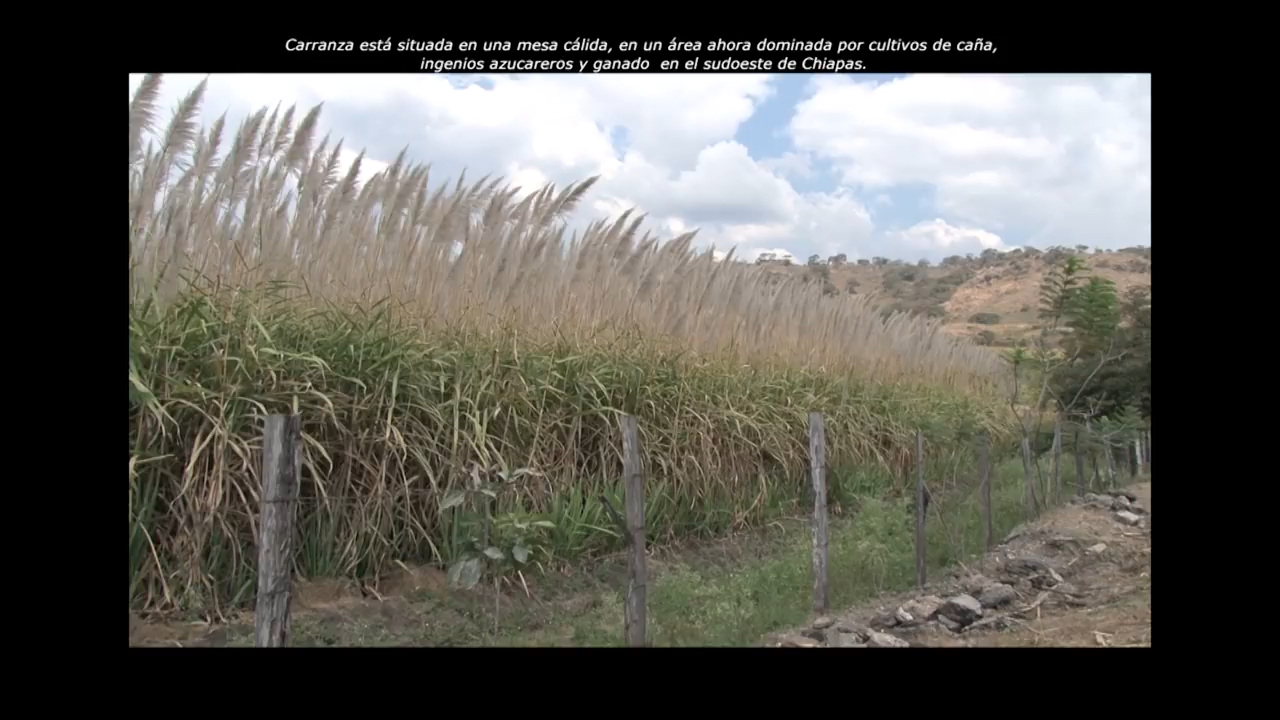 Carranza está situada en una mesa cálida, en un área ahora dominada por cultivos de caña,
ingenios azucareros y ganado  en el sudoeste de Chiapas.